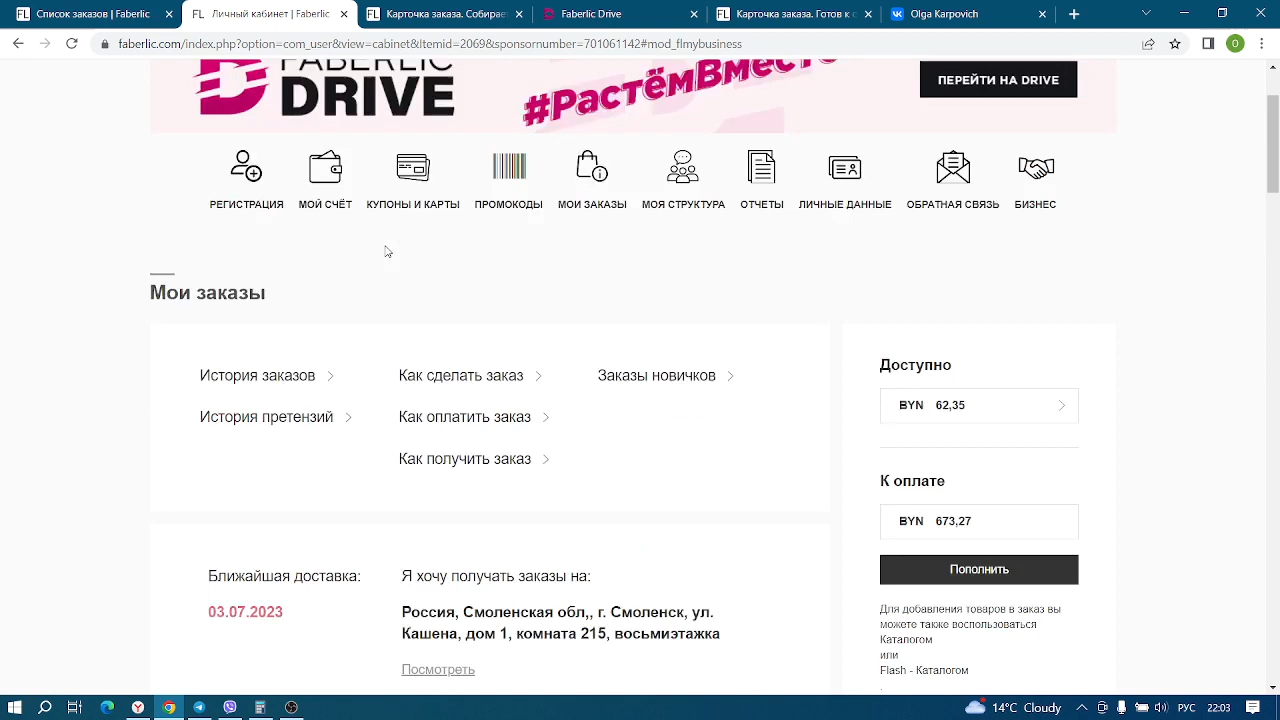 Список заказов. Faberlic
Личный кабинет. Faberlic
Карточка заказа. Собирает
Faberlic Drive
Карточка заказа. Готов к о
Olga Karpovich
faberlic.com/index.php?option=com_user&view=cabinet&Itemid=2069&sponsornumber=701061142#mod_flmybusiness
О
FABERLIC
DRIVE
#РастёмВместе
ПЕРЕЙТИ НА DRIVE
РЕГИСТРАЦИЯ
МОЙ СЧЁТ
КУПОНЫ И КАРТЫ
ПРОМОКОДЫ
МОИ ЗАКАЗЫ
МОЯ СТРУКТУРА
ОТЧЕТЫ
ЛИЧНЫЕ ДАННЫЕ
ОБРАТНАЯ СВЯЗЬ
БИЗНЕС
Мои заказы
История заказов
Как сделать заказ
Заказы новичков
История претензий
Как оплатить заказ
Как получить заказ
Доступно
BYN 62,35
К оплате
BYN 673,27
Пополнить
Для добавления товаров в заказ вы
можете также воспользоваться
Каталогом
или
Flash - Каталогом
Ближайшая доставка:
03.07.2023
Я хочу получать заказы на:
Россия, Смоленская обл,, г. Смоленск, ул.
Кашена, дом 1, комната 215, восьмиэтажка
Посмотреть
14°C Cloudy
РУС
22:03